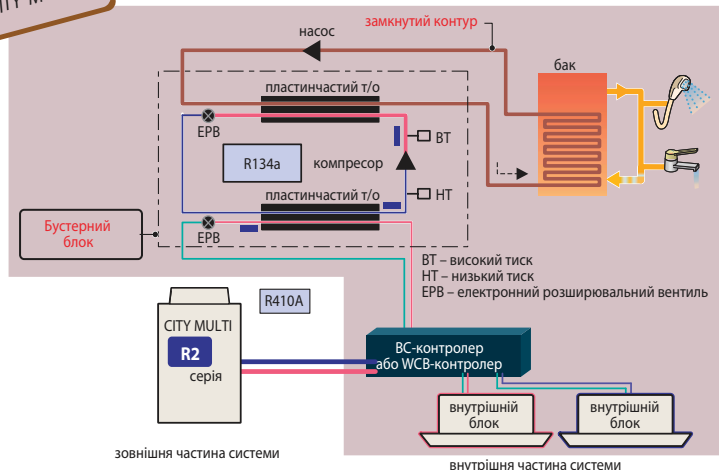 CITY M
насос
замкнутий контур
бак
пластинчастий т/о
ЕРВ
ВТ
R134a
компресор
пластинчастий т/о
НТ
ЕРВ
Бустерний
блок
ВТ – високий тиск
НТ – низький тиск
ЕРВ – електронний розширювальний вентиль
R410A
CITY MULTI
R2
серія
ВС-контролер
або WCB-контролер
внутрішній
блок
внутрішній
блок
зовнішня частина системи
внутрішня частина системи